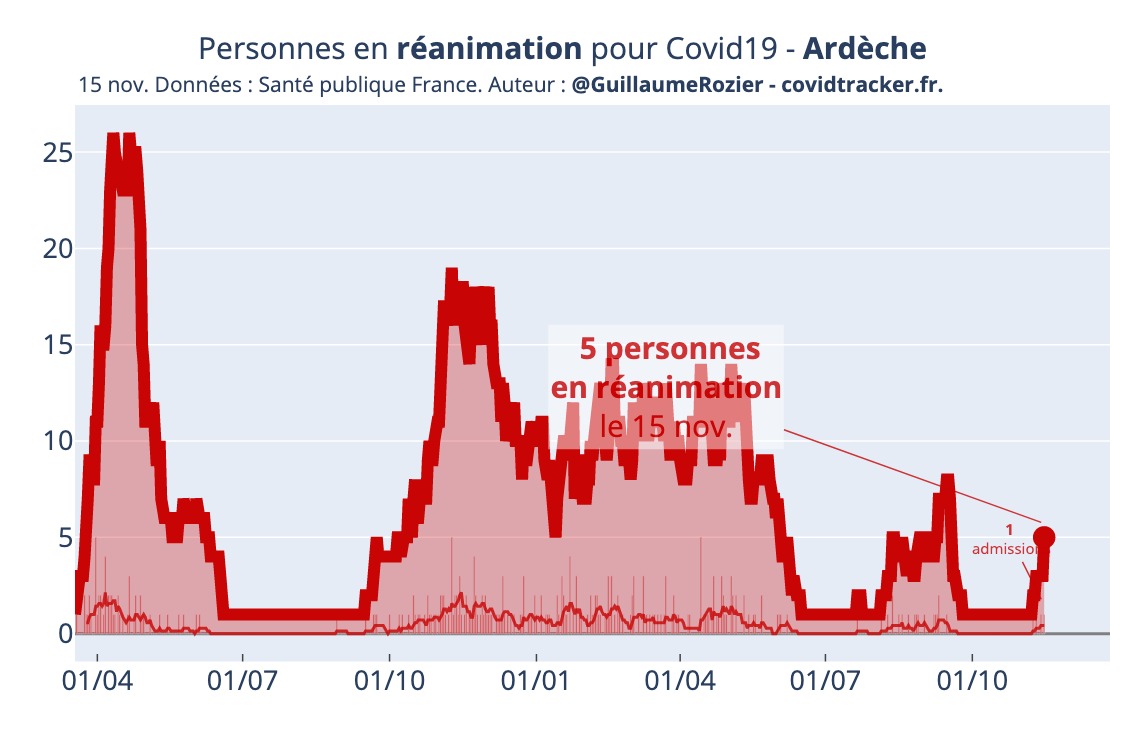 Personnes en réanimation pour Covid19 - Ardèche
15 nov. Données : Santé publique France. Auteur : @GuillaumeRozier - covidtracker.fr.
25
20
15
10
5
0
5 personnes
en réanimation
le 15 nov.
1
admission
01/04
01/07
01/10
01/01
01/04
01/07
01/10